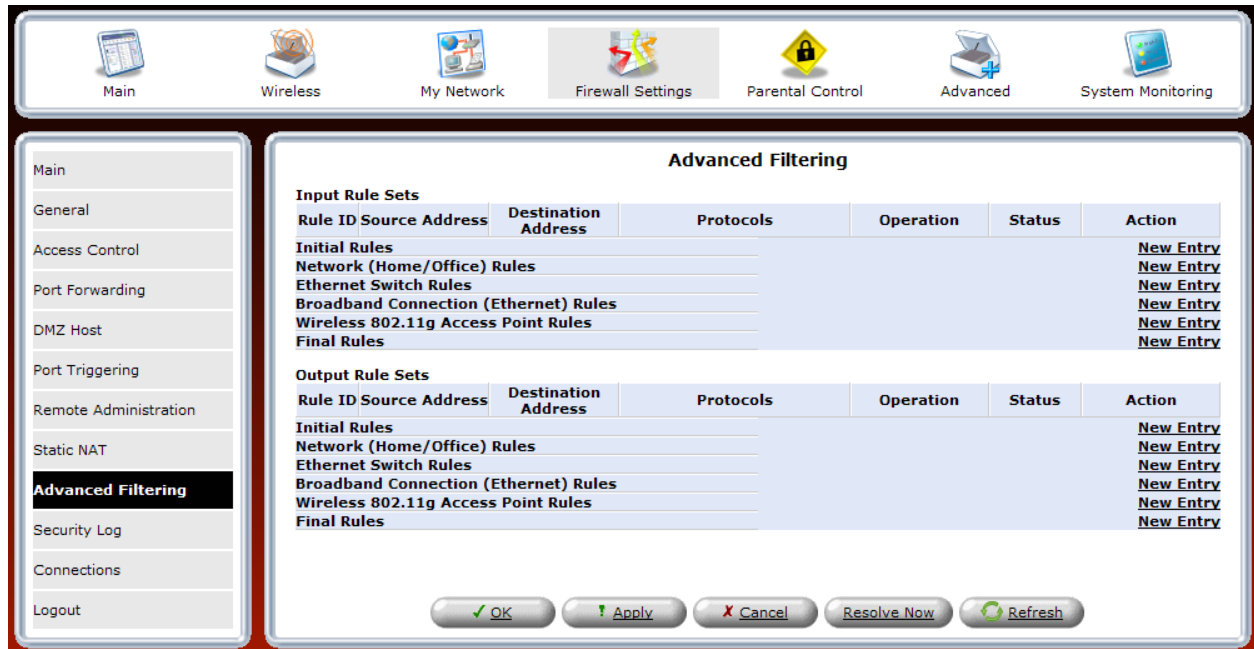 Main Wireless My Network Firewall Settings Parental Control Advanced System Monitoring
Main
General
Access Control
Port Forwarding
DMZ Host
Port Triggering
Remote Administration
Static NAT
Advanced Filtering
Security Log
Connections
Logout
Advanced Filtering
Input Rule Sets
Rule ID Source Address Destination Address Protocols Operation Status Action
Initial Rules New Entry
Network (Home/Office) Rules New Entry
Ethernet Switch Rules New Entry
Broadband Connection (Ethernet) Rules New Entry
Wireless 802.11g Access Point Rules New Entry
Final Rules New Entry
Output Rule Sets
Rule ID Source Address Destination Address Protocols Operation Status Action
Initial Rules New Entry
Network (Home/Office) Rules New Entry
Ethernet Switch Rules New Entry
Broadband Connection (Ethernet) Rules New Entry
Wireless 802.11g Access Point Rules New Entry
Final Rules New Entry
OK Apply Cancel Resolve Now Refresh